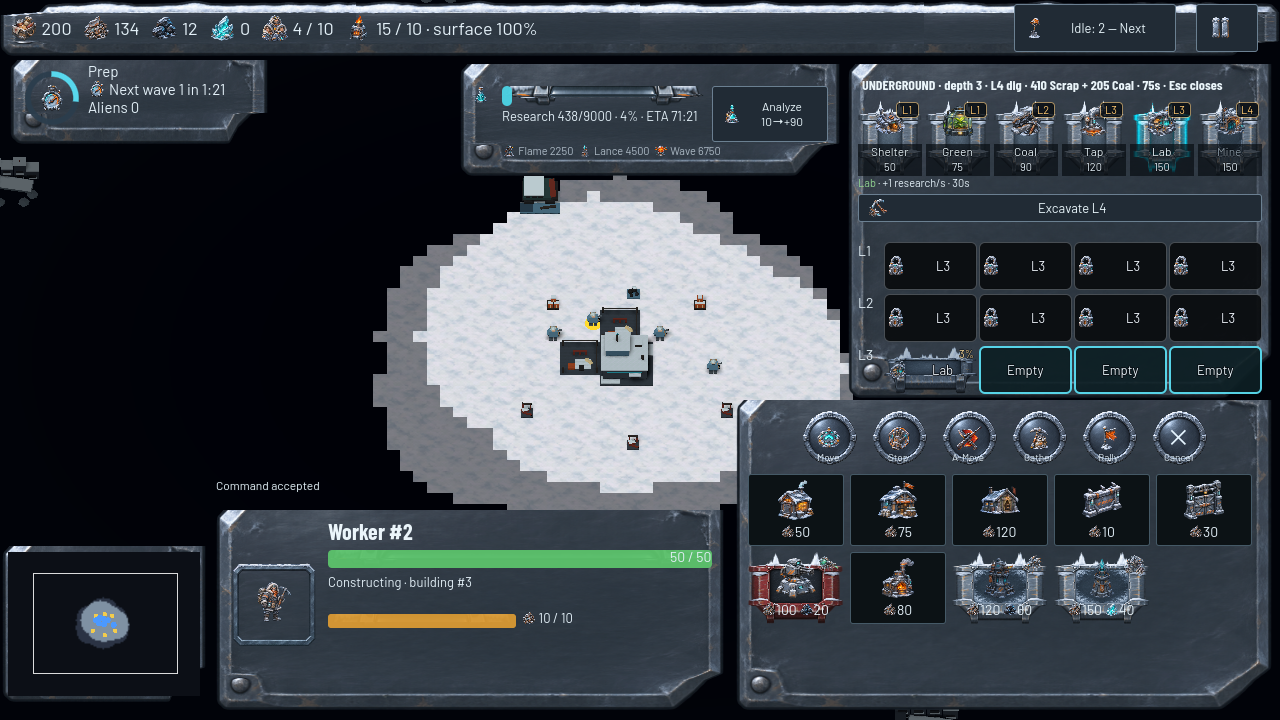 200 134 12 0 4 / 10 15 / 10 · surface 100%
Idle: 2 — Next
Prep
Next wave 1 in 1:21
Aliens 0
Research 438/9000 · 4% · ETA 71:21
Analyze
10→+90
Flame 2250 Lance 4500 Wave 6750
UNDERGROUND · depth 3 · L4 dig · 410 Scrap + 205 Coal · 75s · Esc closes
L1 L1 L2 L3 L3 L4
Shelter Green Coal Tap Lab Mine
50 75 90 120 150 150
Lab · +1 research/s · 30s
Excavate L4
L1 L3 L3 L3 L3
L2 L3 L3 L3 L3
L3 Lab 3% Empty Empty Empty
Move Stop A-Move Gather Rally Cancel
50 75 120 10 30
100 20 80 120 60 150 40
Command accepted
Worker #2
50 / 50
Constructing · building #3
10 / 10